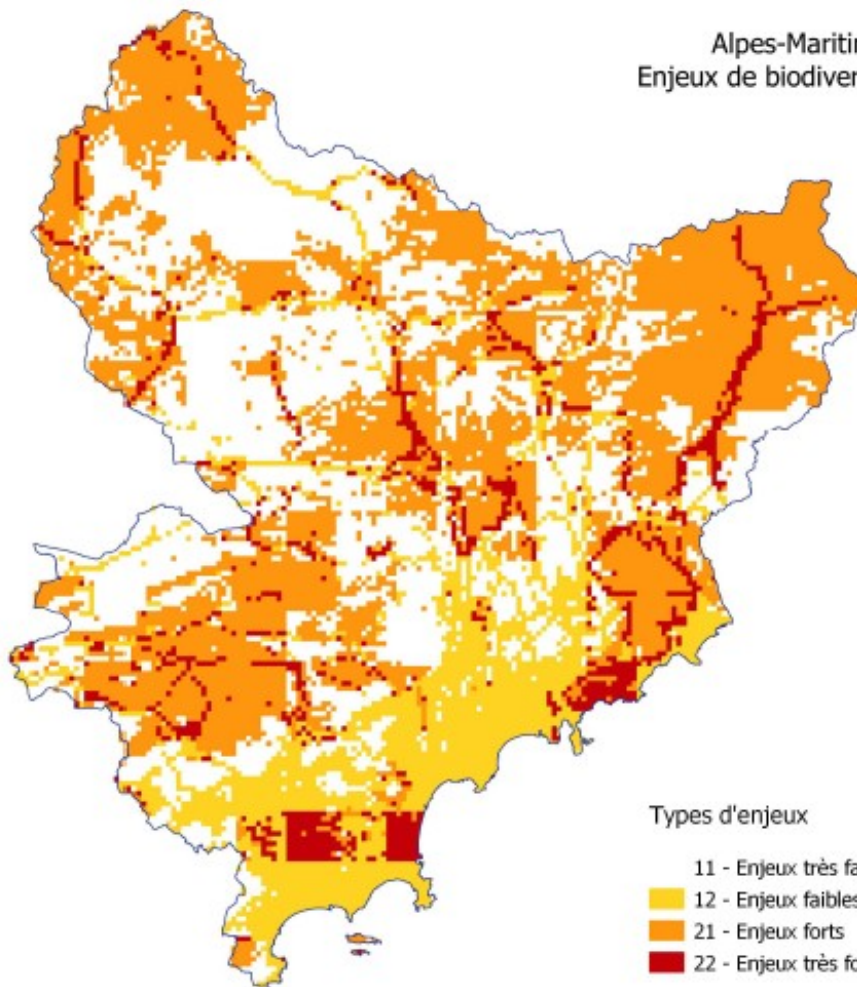 Alpes-Mariti
Enjeux de biodiver
Types d'enjeux
11 - Enjeux très fa
12 - Enjeux faibles
21 - Enjeux forts
22 - Enjeux très fo